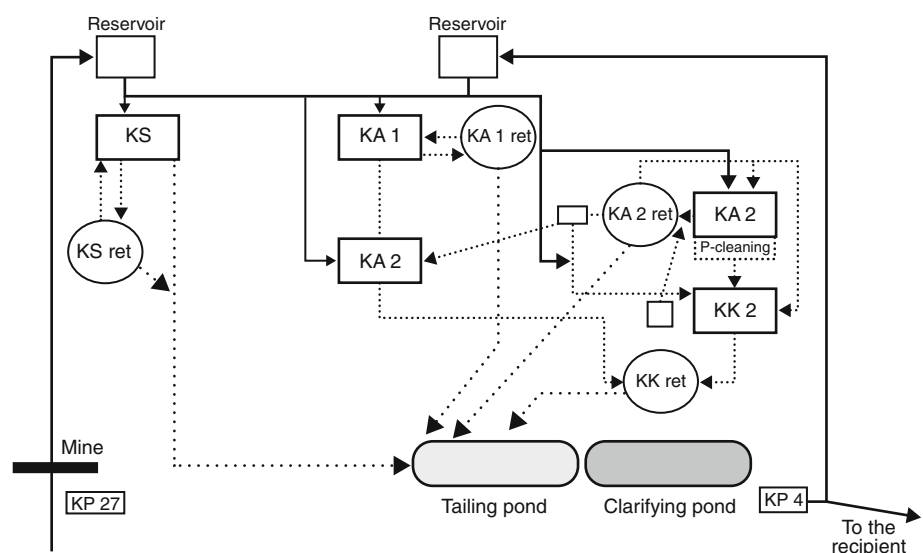 Reservoir
Reservoir
KS
KA 1
KA 1 ret
KA 2 ret
KA 2
P-cleaning
KS ret
KA 2
KK 2
KK ret
Mine
KP 27
Tailing pond
Clarifying pond
KP 4
To the
recipient